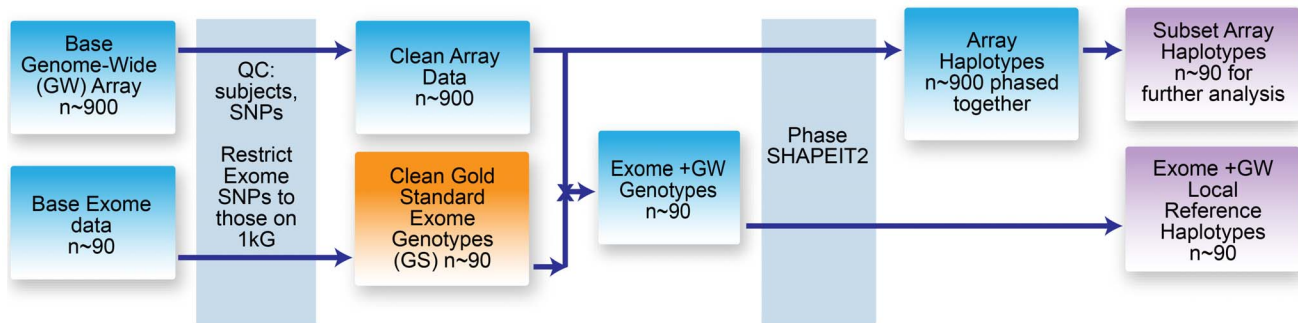 Base
Genome-Wide
(GW) Array
n~900
QC:
subjects,
SNPs
Restrict
Exome
SNPs to
those on
1kG
Base Exome
data
n~90
Clean Array
Data
n~900
Clean Gold
Standard
Exome
Genotypes
(GS) n~90
Exome +GW
Genotypes
n~90
Phase
SHAPEIT2
Array
Haplotypes
n~900 phased
together
Subset Array
Haplotypes
n~90 for
further analysis
Exome +GW
Local
Reference
Haplotypes
n~90